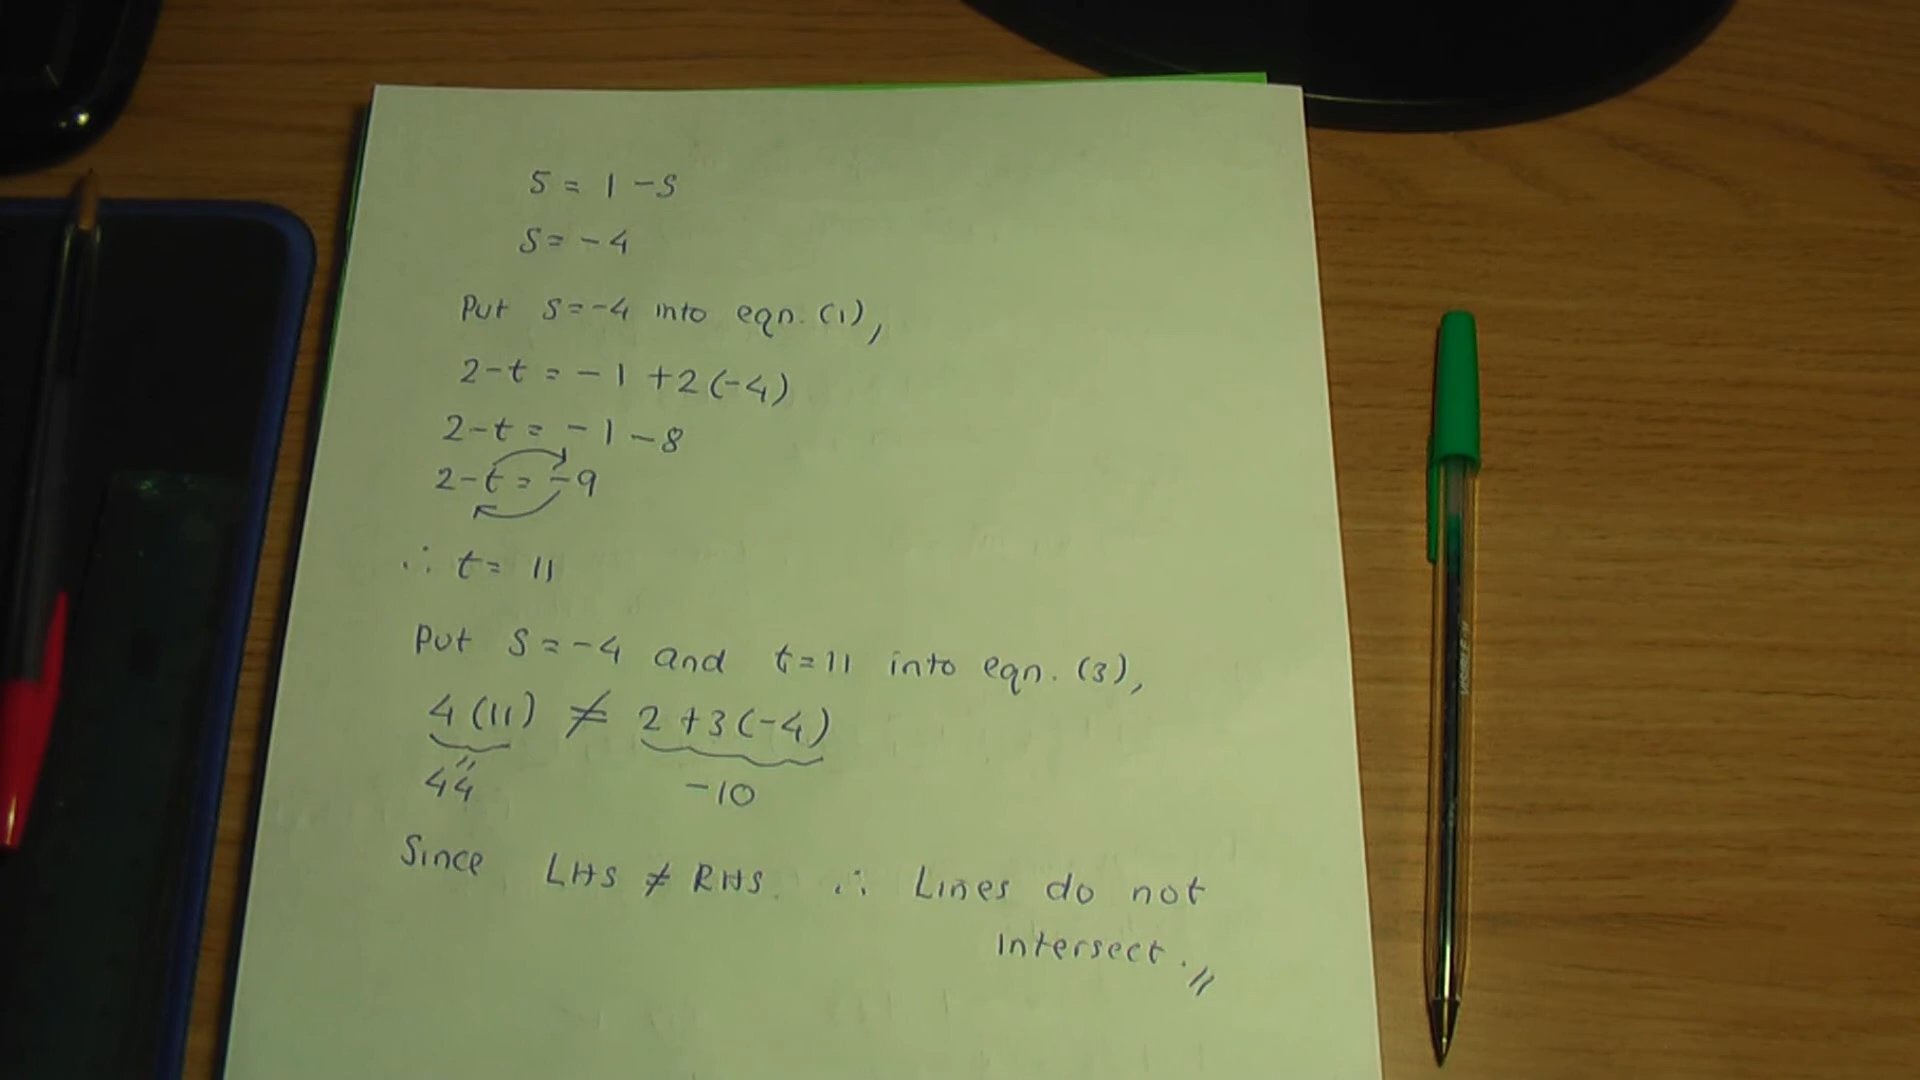 5 = 1 - s
s = -4
Put s = -4 into eqn. (1),
2 - t = -1 + 2(-4)
2 - t = -1 - 8
2 - t = -9
∴ t = 11
Put s = -4 and t = 11 into eqn. (3),
4(11) ≠ 2 + 3(-4)
44 -10
Since LHS ≠ RHS. ∴ Lines do not
intersect.